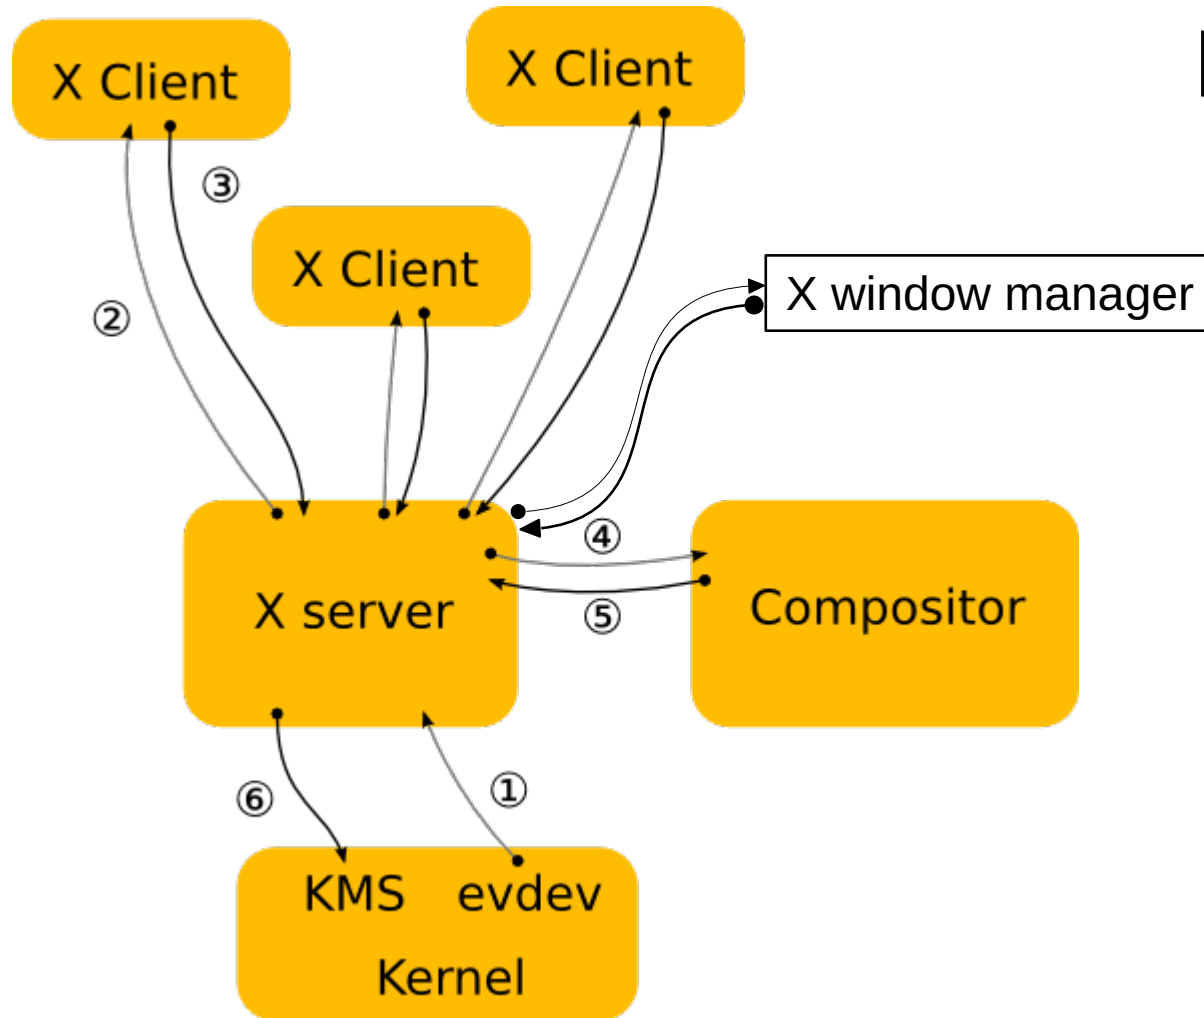 X Client
X Client
③
X Client
②
X window manager
④
X server
Compositor
⑤
⑥
①
KMS evdev
Kernel